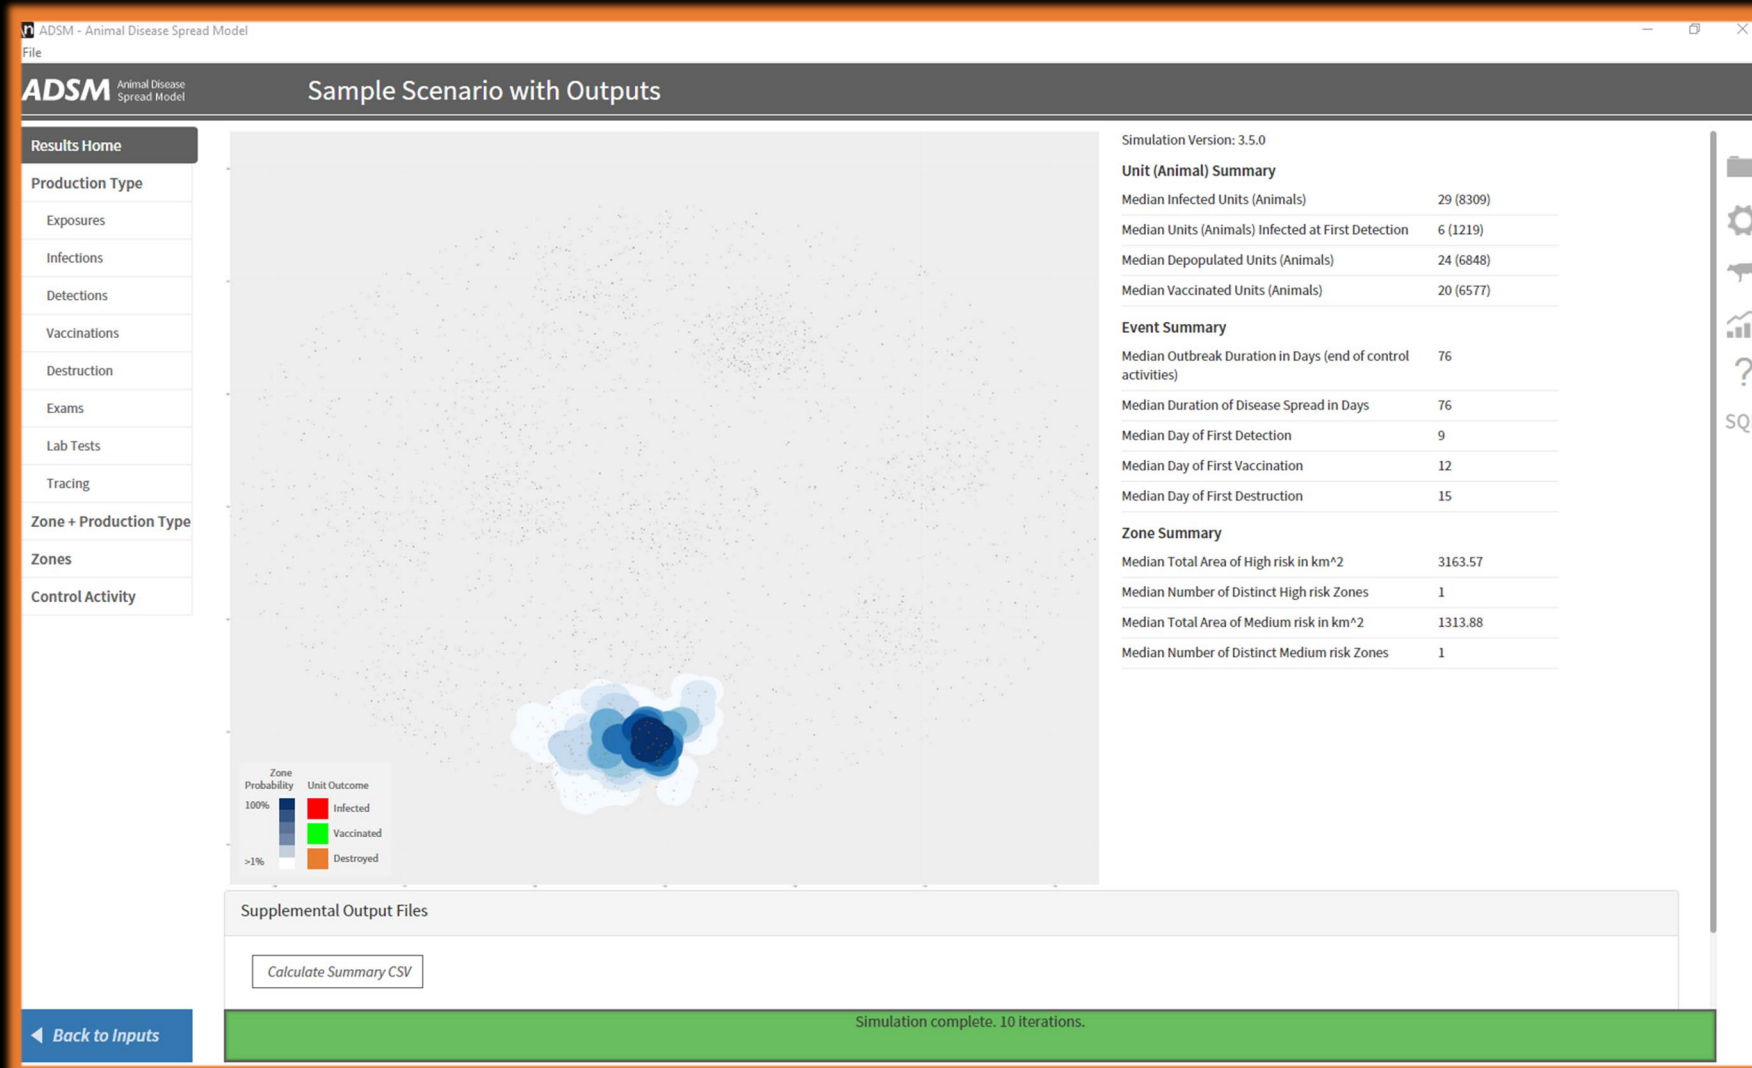 ADSM - Animal Disease Spread Model
File
ADSM Animal Disease
Spread Model
Sample Scenario with Outputs
Results Home
Production Type
Exposures
Infections
Detections
Vaccinations
Destruction
Exams
Lab Tests
Tracing
Zone + Production Type
Zones
Control Activity
Back to Inputs
Zone
Probability
100%
>1%
Unit Outcome
Infected
Vaccinated
Destroyed
Simulation Version: 3.5.0
Unit (Animal) Summary
Median Infected Units (Animals) 29 (8309)
Median Units (Animals) Infected at First Detection 6 (1219)
Median Depopulated Units (Animals) 24 (6848)
Median Vaccinated Units (Animals) 20 (6577)
Event Summary
Median Outbreak Duration in Days (end of control 76
activities)
Median Duration of Disease Spread in Days 76
Median Day of First Detection 9
Median Day of First Vaccination 12
Median Day of First Destruction 15
Zone Summary
Median Total Area of High risk in km^2 3163.57
Median Number of Distinct High risk Zones 1
Median Total Area of Medium risk in km^2 1313.88
Median Number of Distinct Medium risk Zones 1
?
Supplemental Output Files
Calculate Summary CSV
Simulation complete. 10 iterations.